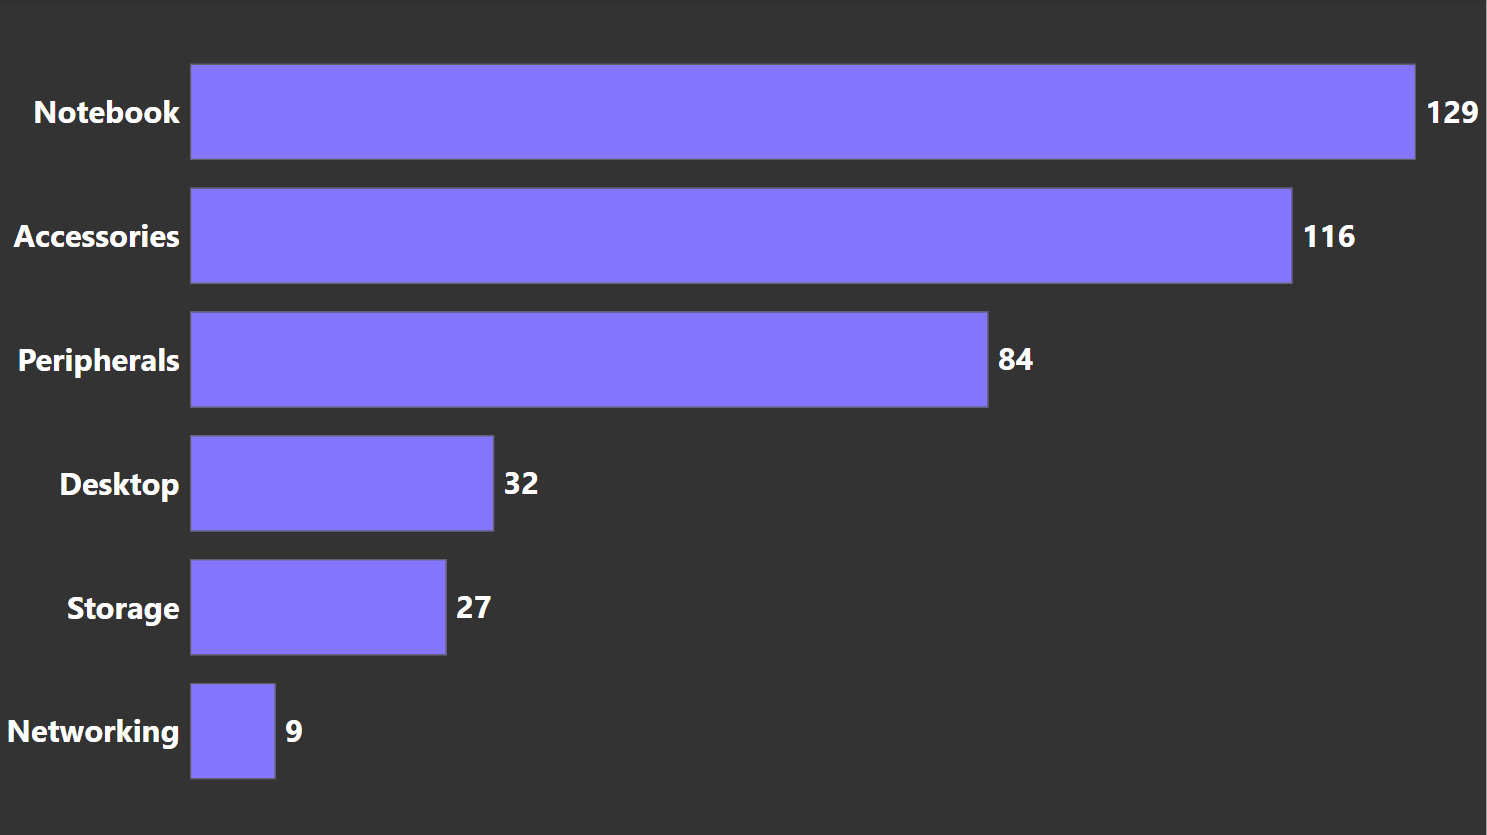 Notebook 129
Accessories 116
Peripherals 84
Desktop 32
Storage 27
Networking 9